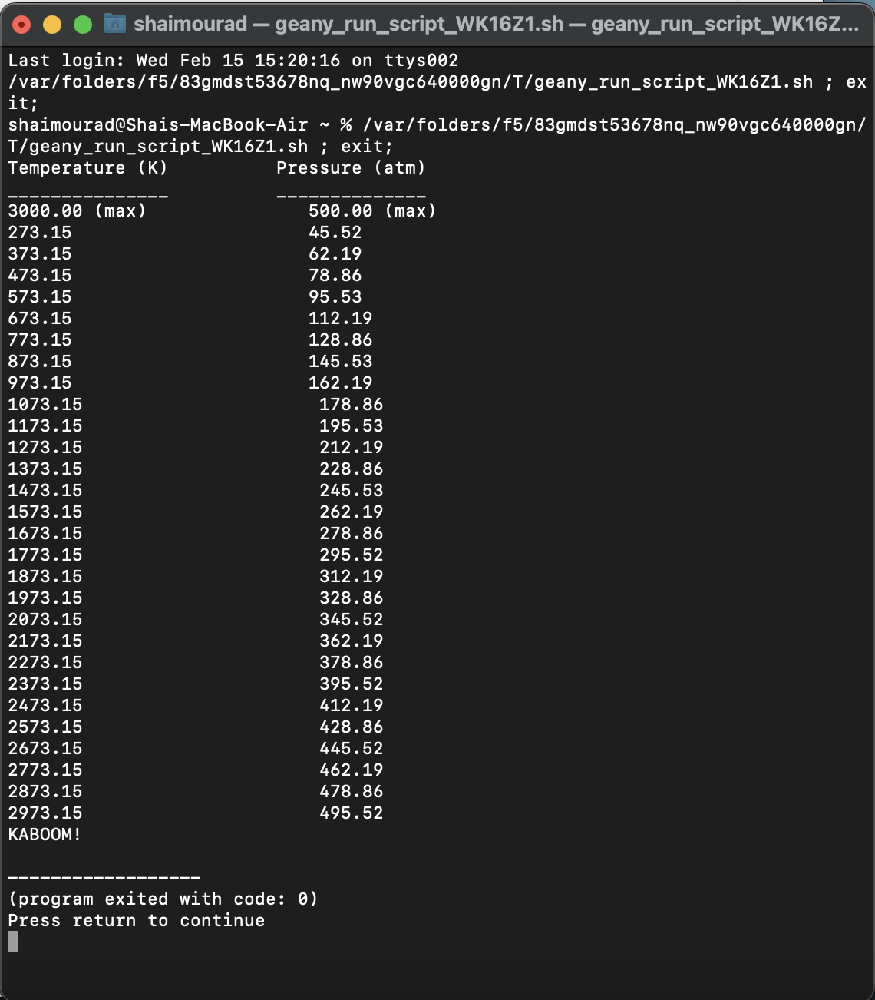 shaimourad — geany_run_script_WK16Z1.sh — geany_run_script_WK16Z...
Last login: Wed Feb 15 15:20:16 on ttys002
/var/folders/f5/83gmdst53678nq_nw90vgc640000gn/T/geany_run_script_WK16Z1.sh ; ex
it;
shaimourad@Shais-MacBook-Air ~ % /var/folders/f5/83gmdst53678nq_nw90vgc640000gn/
T/geany_run_script_WK16Z1.sh ; exit;
Temperature (K)          Pressure (atm)
_______________          ______________
3000.00 (max)               500.00 (max)
273.15                      45.52
373.15                      62.19
473.15                      78.86
573.15                      95.53
673.15                      112.19
773.15                      128.86
873.15                      145.53
973.15                      162.19
1073.15                      178.86
1173.15                      195.53
1273.15                      212.19
1373.15                      228.86
1473.15                      245.53
1573.15                      262.19
1673.15                      278.86
1773.15                      295.52
1873.15                      312.19
1973.15                      328.86
2073.15                      345.52
2173.15                      362.19
2273.15                      378.86
2373.15                      395.52
2473.15                      412.19
2573.15                      428.86
2673.15                      445.52
2773.15                      462.19
2873.15                      478.86
2973.15                      495.52
KABOOM!
------------------
(program exited with code: 0)
Press return to continue